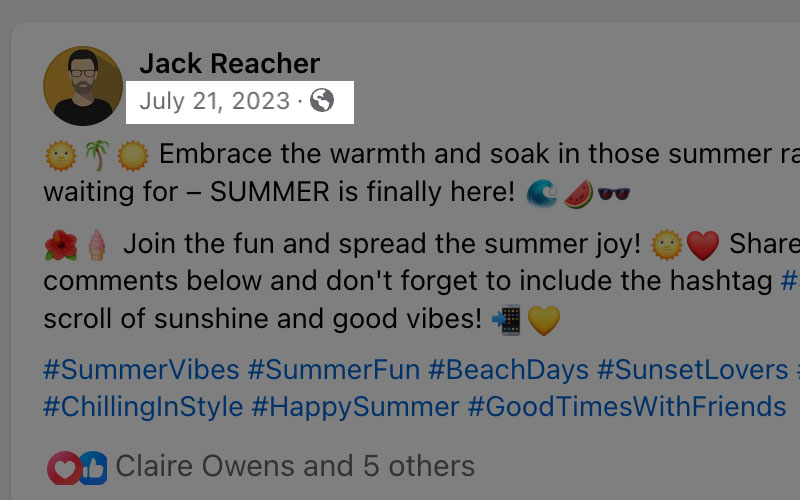 Jack Reacher
July 21, 2023 ·
🌞🌴🌞 Embrace the warmth and soak in those summer
waiting for – SUMMER is finally here! 🌊🍉🕶️
🌺🍦 Join the fun and spread the summer joy! 🌞❤️ Share
comments below and don't forget to include the hashtag
scroll of sunshine and good vibes! 📲💛
#SummerVibes #SummerFun #BeachDays #SunsetLovers
#ChillingInStyle #HappySummer #GoodTimesWithFriends
Claire Owens and 5 others